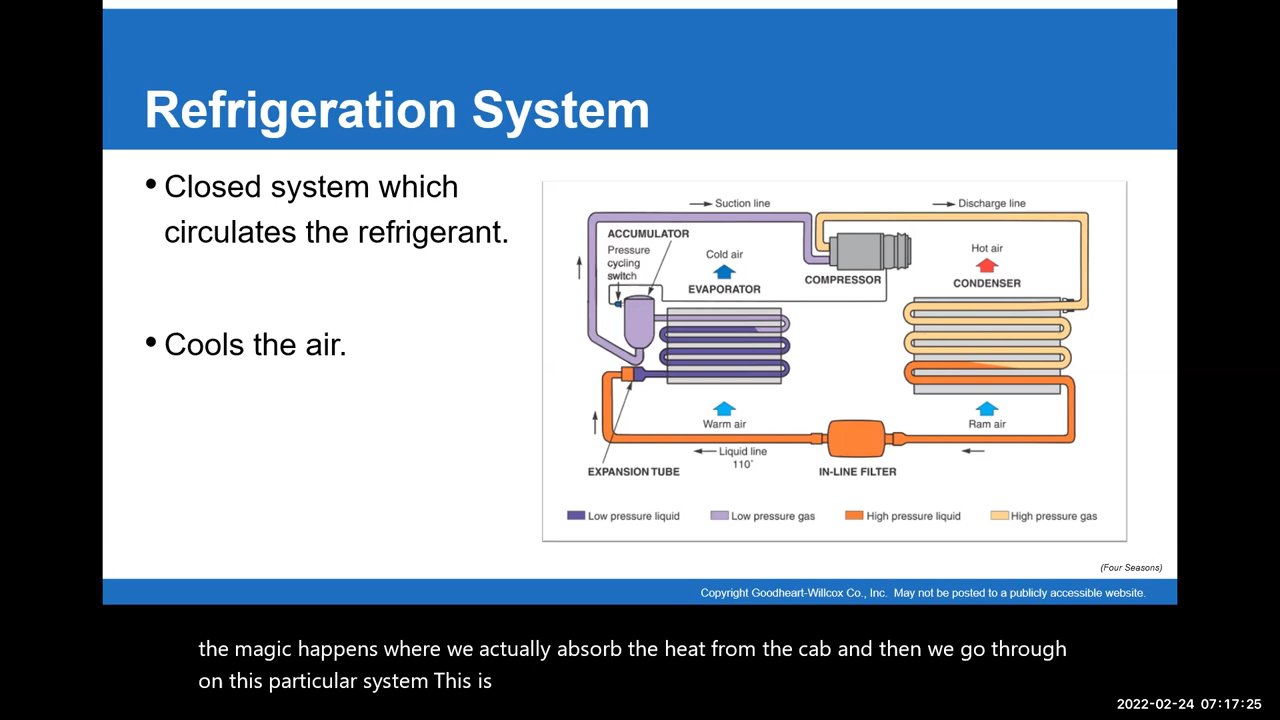 Refrigeration System
• Closed system which
circulates the refrigerant.
• Cools the air.
Suction line
Discharge line
ACCUMULATOR
Pressure
cycling
switch
Cold air
EVAPORATOR
COMPRESSOR
Hot air
CONDENSER
Warm air
Ram air
Liquid line
110°
EXPANSION TUBE
IN-LINE FILTER
Low pressure liquid
Low pressure gas
High pressure liquid
High pressure gas
(Four Seasons)
Copyright Goodheart-Willcox Co., Inc. May not be posted to a publicly accessible website.
the magic happens where we actually absorb the heat from the cab and then we go through
on this particular system This is
2022-02-24 07:17:25